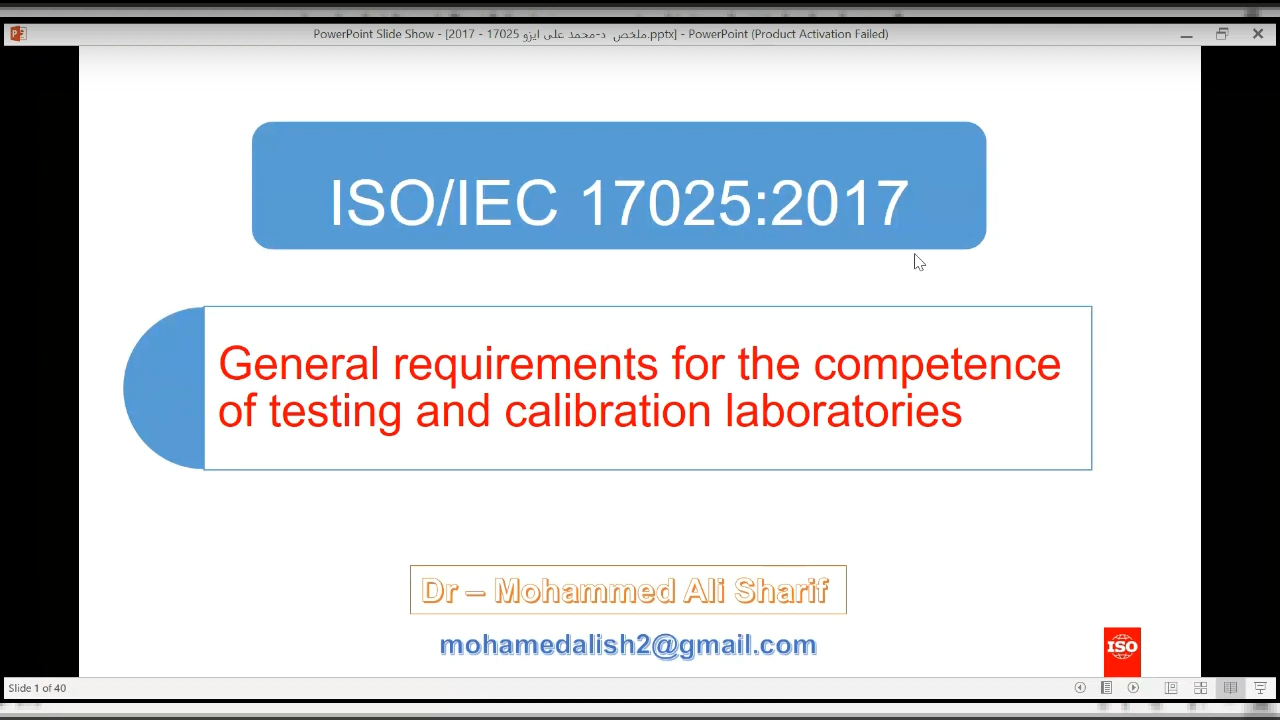 PowerPoint Slide Show - [2017 - 17025 ملخص د-محمد على ايزو.pptx] - PowerPoint (Product Activation Failed)
ISO/IEC 17025:2017
General requirements for the competence
of testing and calibration laboratories
Dr – Mohammed Ali Sharif
mohamedalish2@gmail.com
ISO
Slide 1 of 40